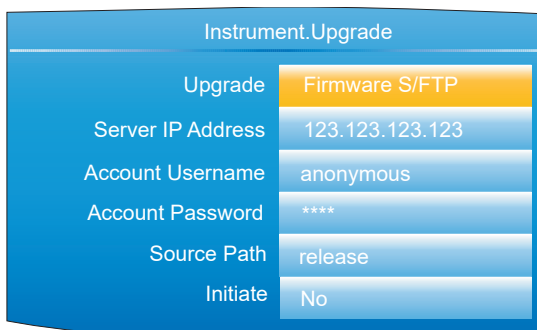 Instrument.Upgrade
Upgrade Firmware S/FTP
Server IP Address 123.123.123.123
Account Username anonymous
Account Password ****
Source Path release
Initiate No